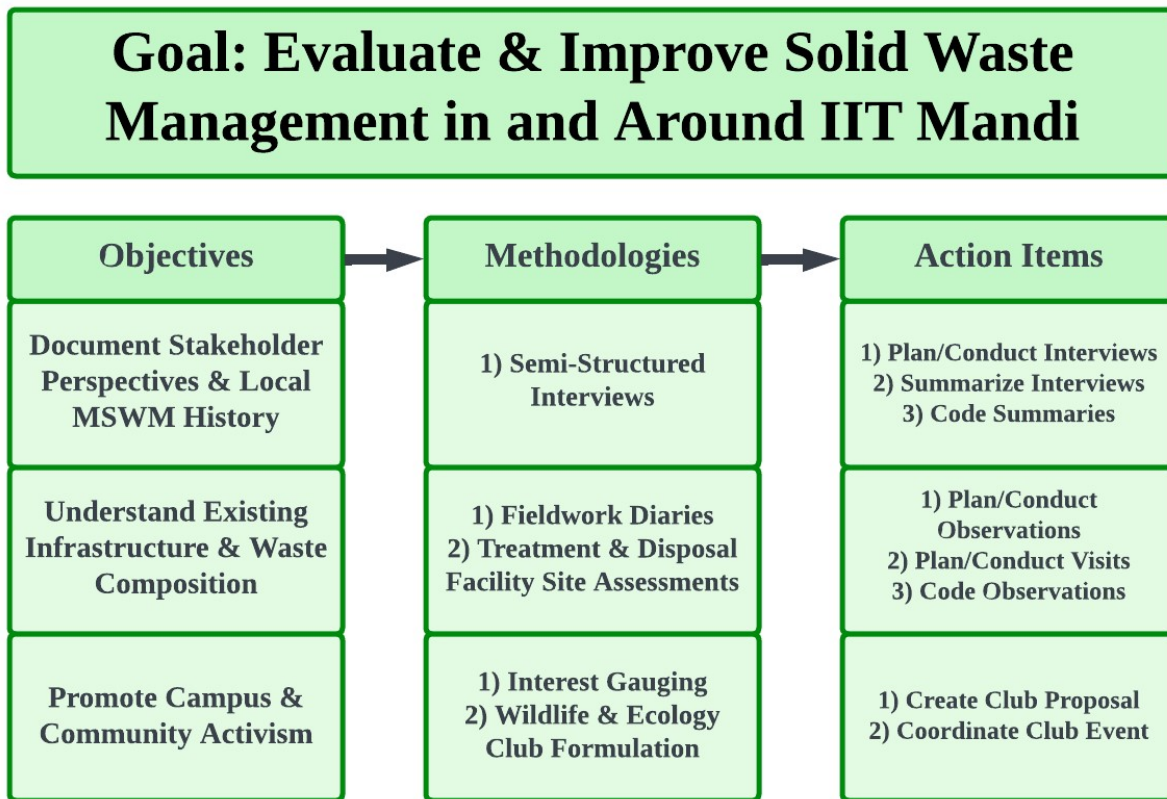 Goal: Evaluate & Improve Solid Waste
Management in and Around IIT Mandi
Objectives
Methodologies
Action Items
Document Stakeholder
Perspectives & Local
MSWM History
1) Semi-Structured
Interviews
1) Plan/Conduct Interviews
2) Summarize Interviews
3) Code Summaries
Understand Existing
Infrastructure & Waste
Composition
1) Fieldwork Diaries
2) Treatment & Disposal
Facility Site Assessments
1) Plan/Conduct
Observations
2) Plan/Conduct Visits
3) Code Observations
Promote Campus &
Community Activism
1) Interest Gauging
2) Wildlife & Ecology
Club Formulation
1) Create Club Proposal
2) Coordinate Club Event